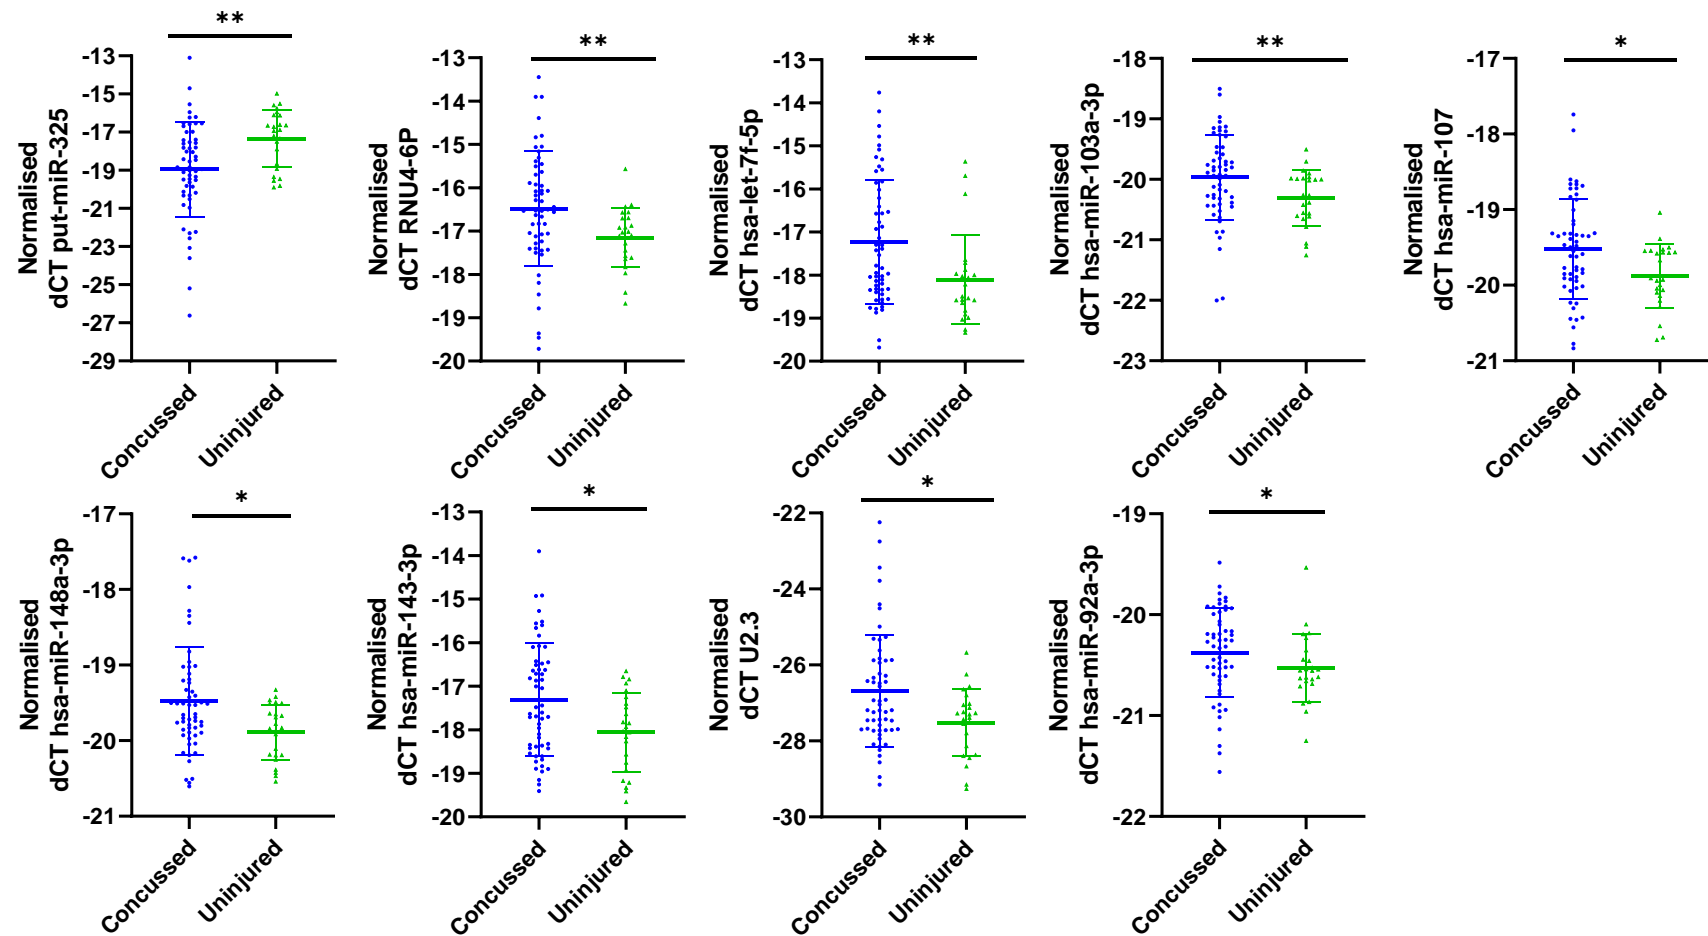 **
Normalised
dCT put-miR-325
-13
-15
-17
-19
-21
-23
-25
-27
-29
Concussed
Uninjured
**
Normalised
dCT RNU4-6P
-13
-14
-15
-16
-17
-18
-19
-20
Concussed
Uninjured
**
Normalised
dCT hsa-let-7f-5p
-13
-14
-15
-16
-17
-18
-19
-20
Concussed
Uninjured
**
Normalised
dCT hsa-miR-103a-3p
-18
-19
-20
-21
-22
-23
Concussed
Uninjured
*
Normalised
dCT hsa-miR-107
-17
-18
-19
-20
-21
Concussed
Uninjured
*
Normalised
dCT hsa-miR-148a-3p
-17
-18
-19
-20
-21
Concussed
Uninjured
*
Normalised
dCT hsa-miR-143-3p
-13
-14
-15
-16
-17
-18
-19
-20
Concussed
Uninjured
*
Normalised
dCT U2.3
-22
-24
-26
-28
-30
Concussed
Uninjured
*
Normalised
dCT hsa-miR-92a-3p
-19
-20
-21
-22
Concussed
Uninjured